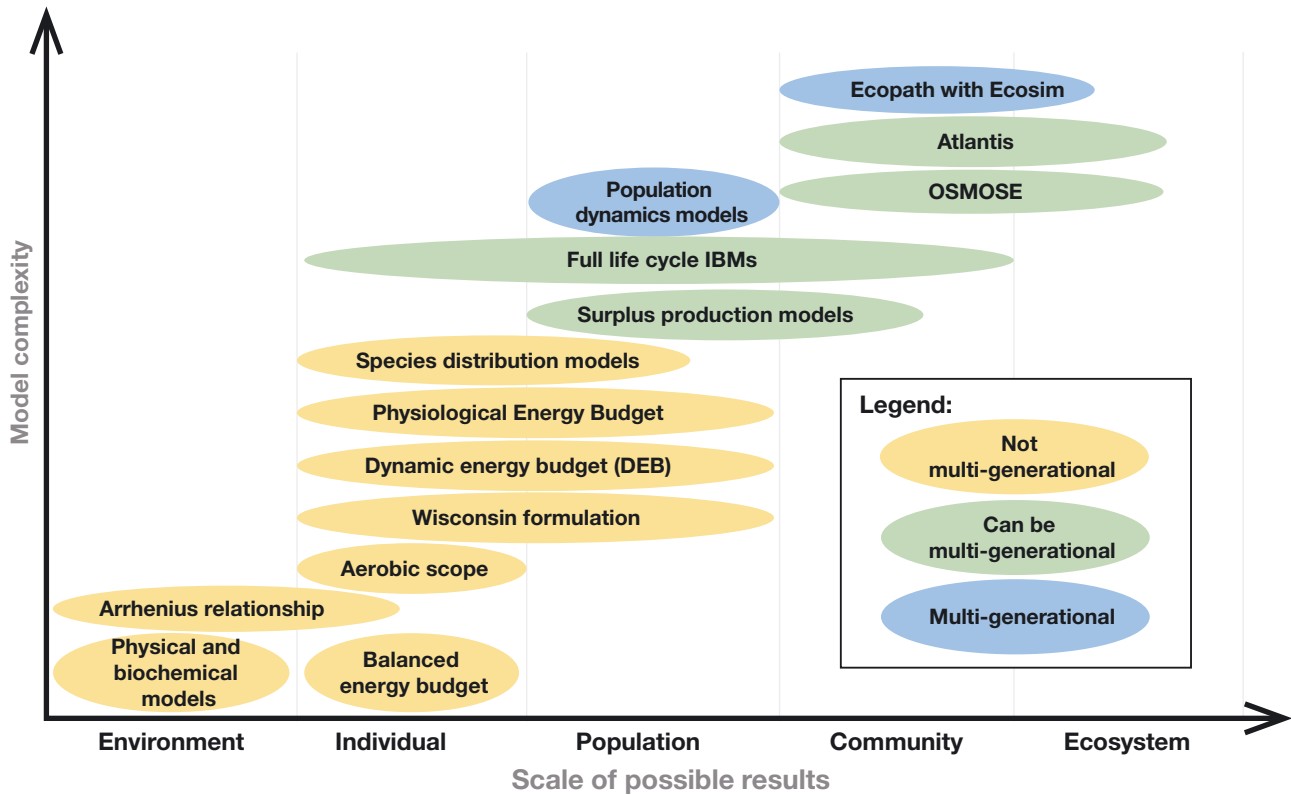 Model complexity
Ecopath with Ecosim
Atlantis
OSMOSE
Population
dynamics models
Full life cycle IBMs
Surplus production models
Species distribution models
Physiological Energy Budget
Dynamic energy budget (DEB)
Wisconsin formulation
Aerobic scope
Arrhenius relationship
Physical and
biochemical
models
Balanced
energy budget
Legend:
Not
multi-generational
Can be
multi-generational
Multi-generational
Environment
Individual
Population
Community
Ecosystem
Scale of possible results